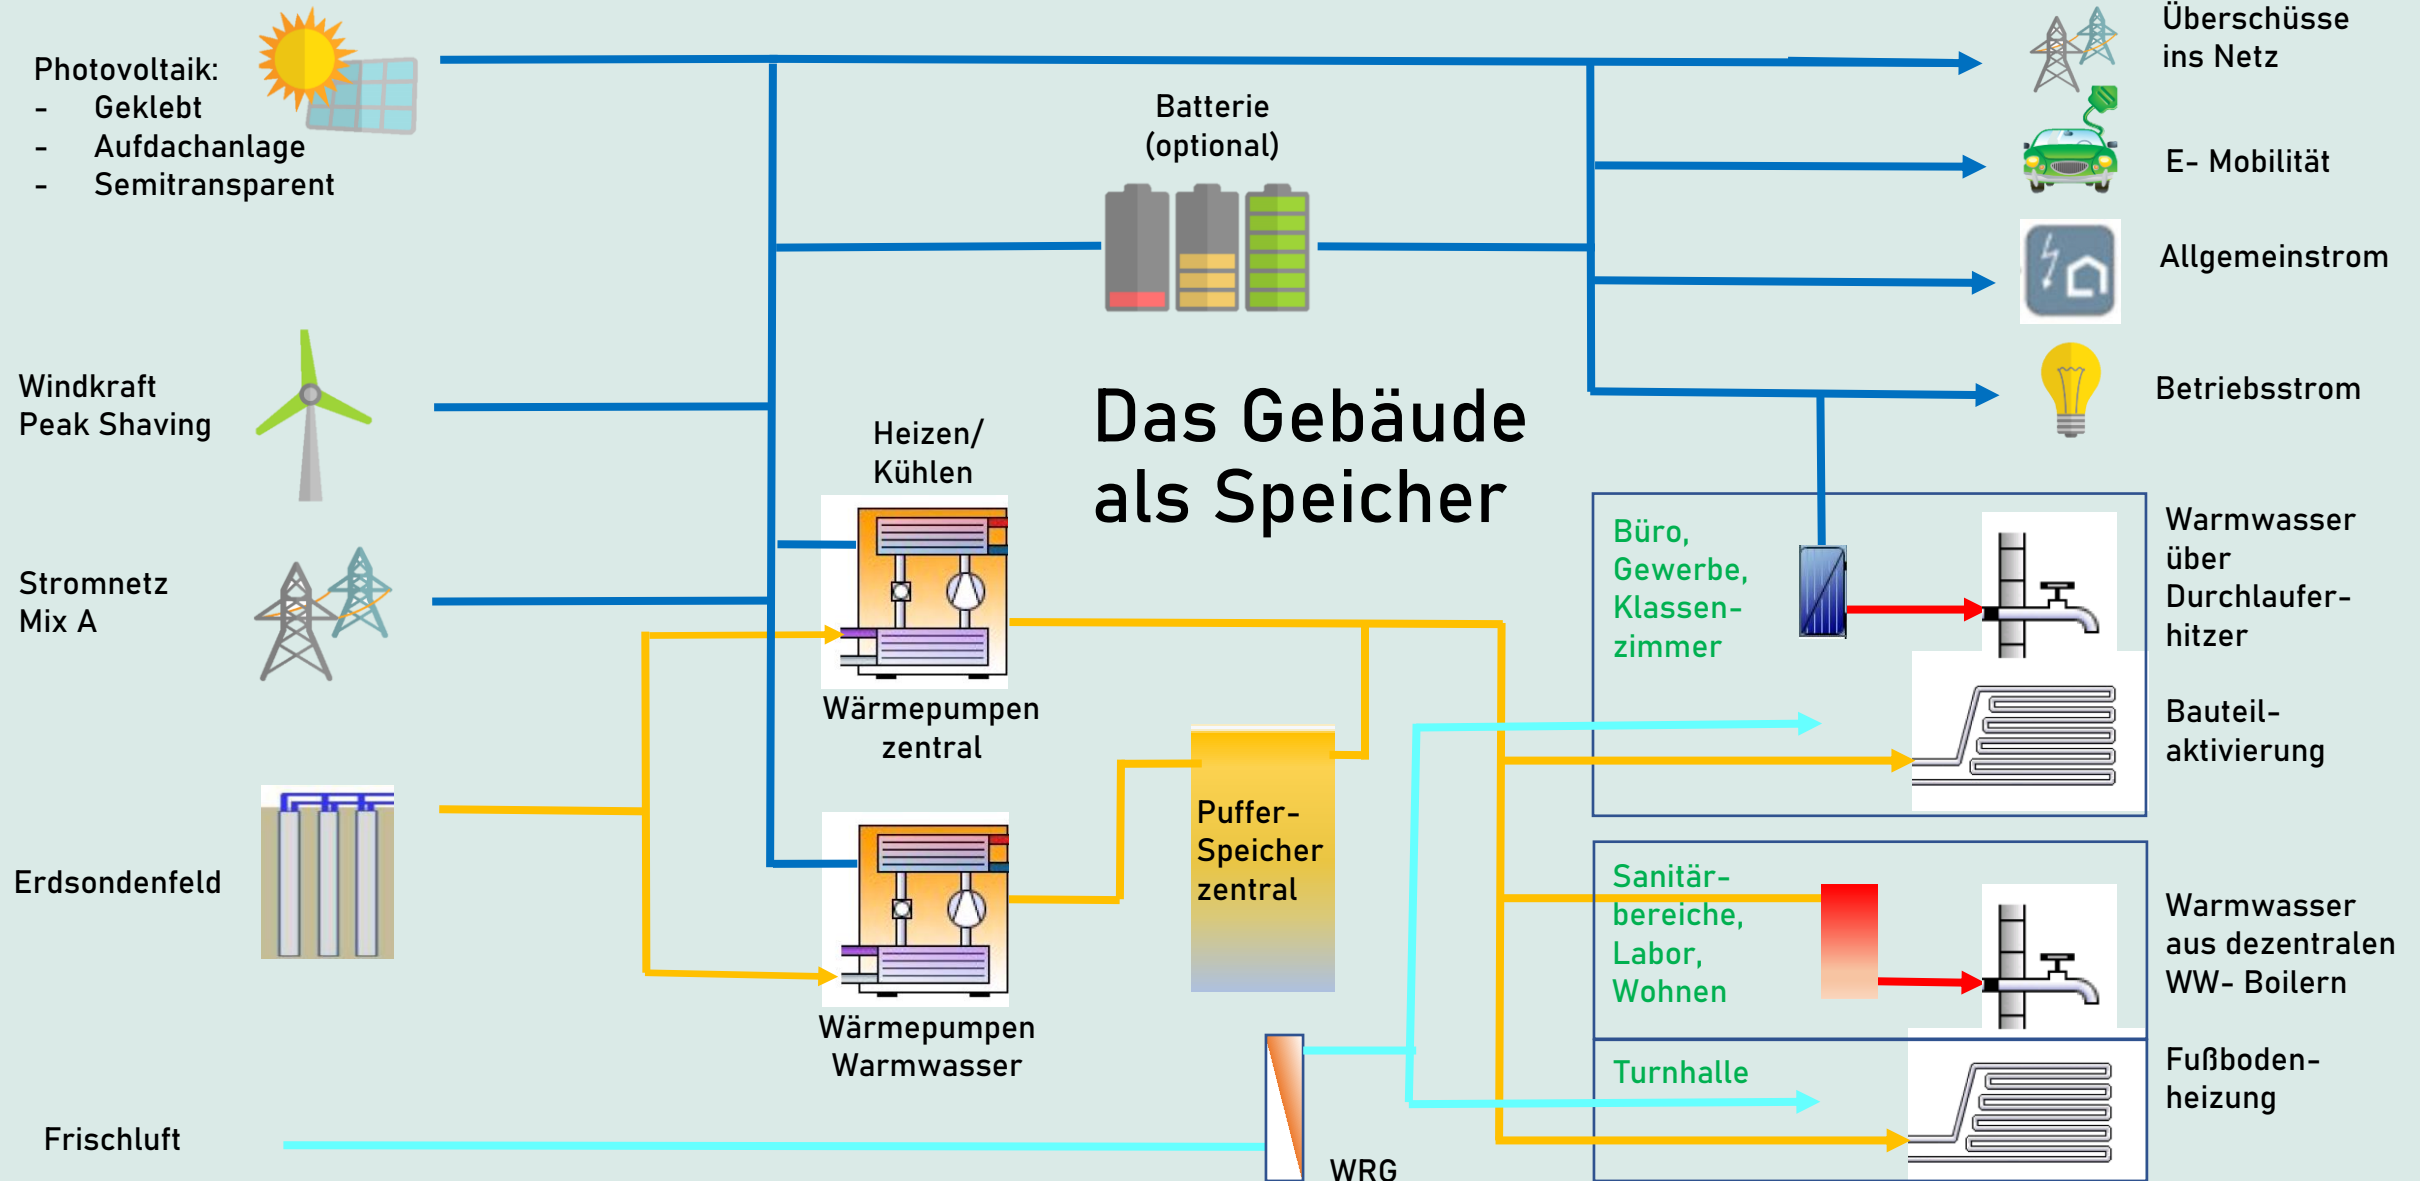 Photovoltaik:
- Geklebt
- Aufdachanlage
- Semitransparent
Batterie
(optional)
Überschüsse
ins Netz
E- Mobilität
Allgemeinstrom
Betriebsstrom
Windkraft
Peak Shaving
Heizen/
Kühlen
Das Gebäude
als Speicher
Stromnetz
Mix A
Wärmepumpen
zentral
Büro,
Gewerbe,
Klassen-
zimmer
Warmwasser
über
Durchlaufer-
hitzer
Bauteil-
aktivierung
Erdsondenfeld
Puffer-
Speicher
zentral
Wärmepumpen
Warmwasser
Sanitär-
bereiche,
Labor,
Wohnen
Warmwasser
aus dezentralen
WW- Boilern
Turnhalle
Fußboden-
heizung
Frischluft
WRG